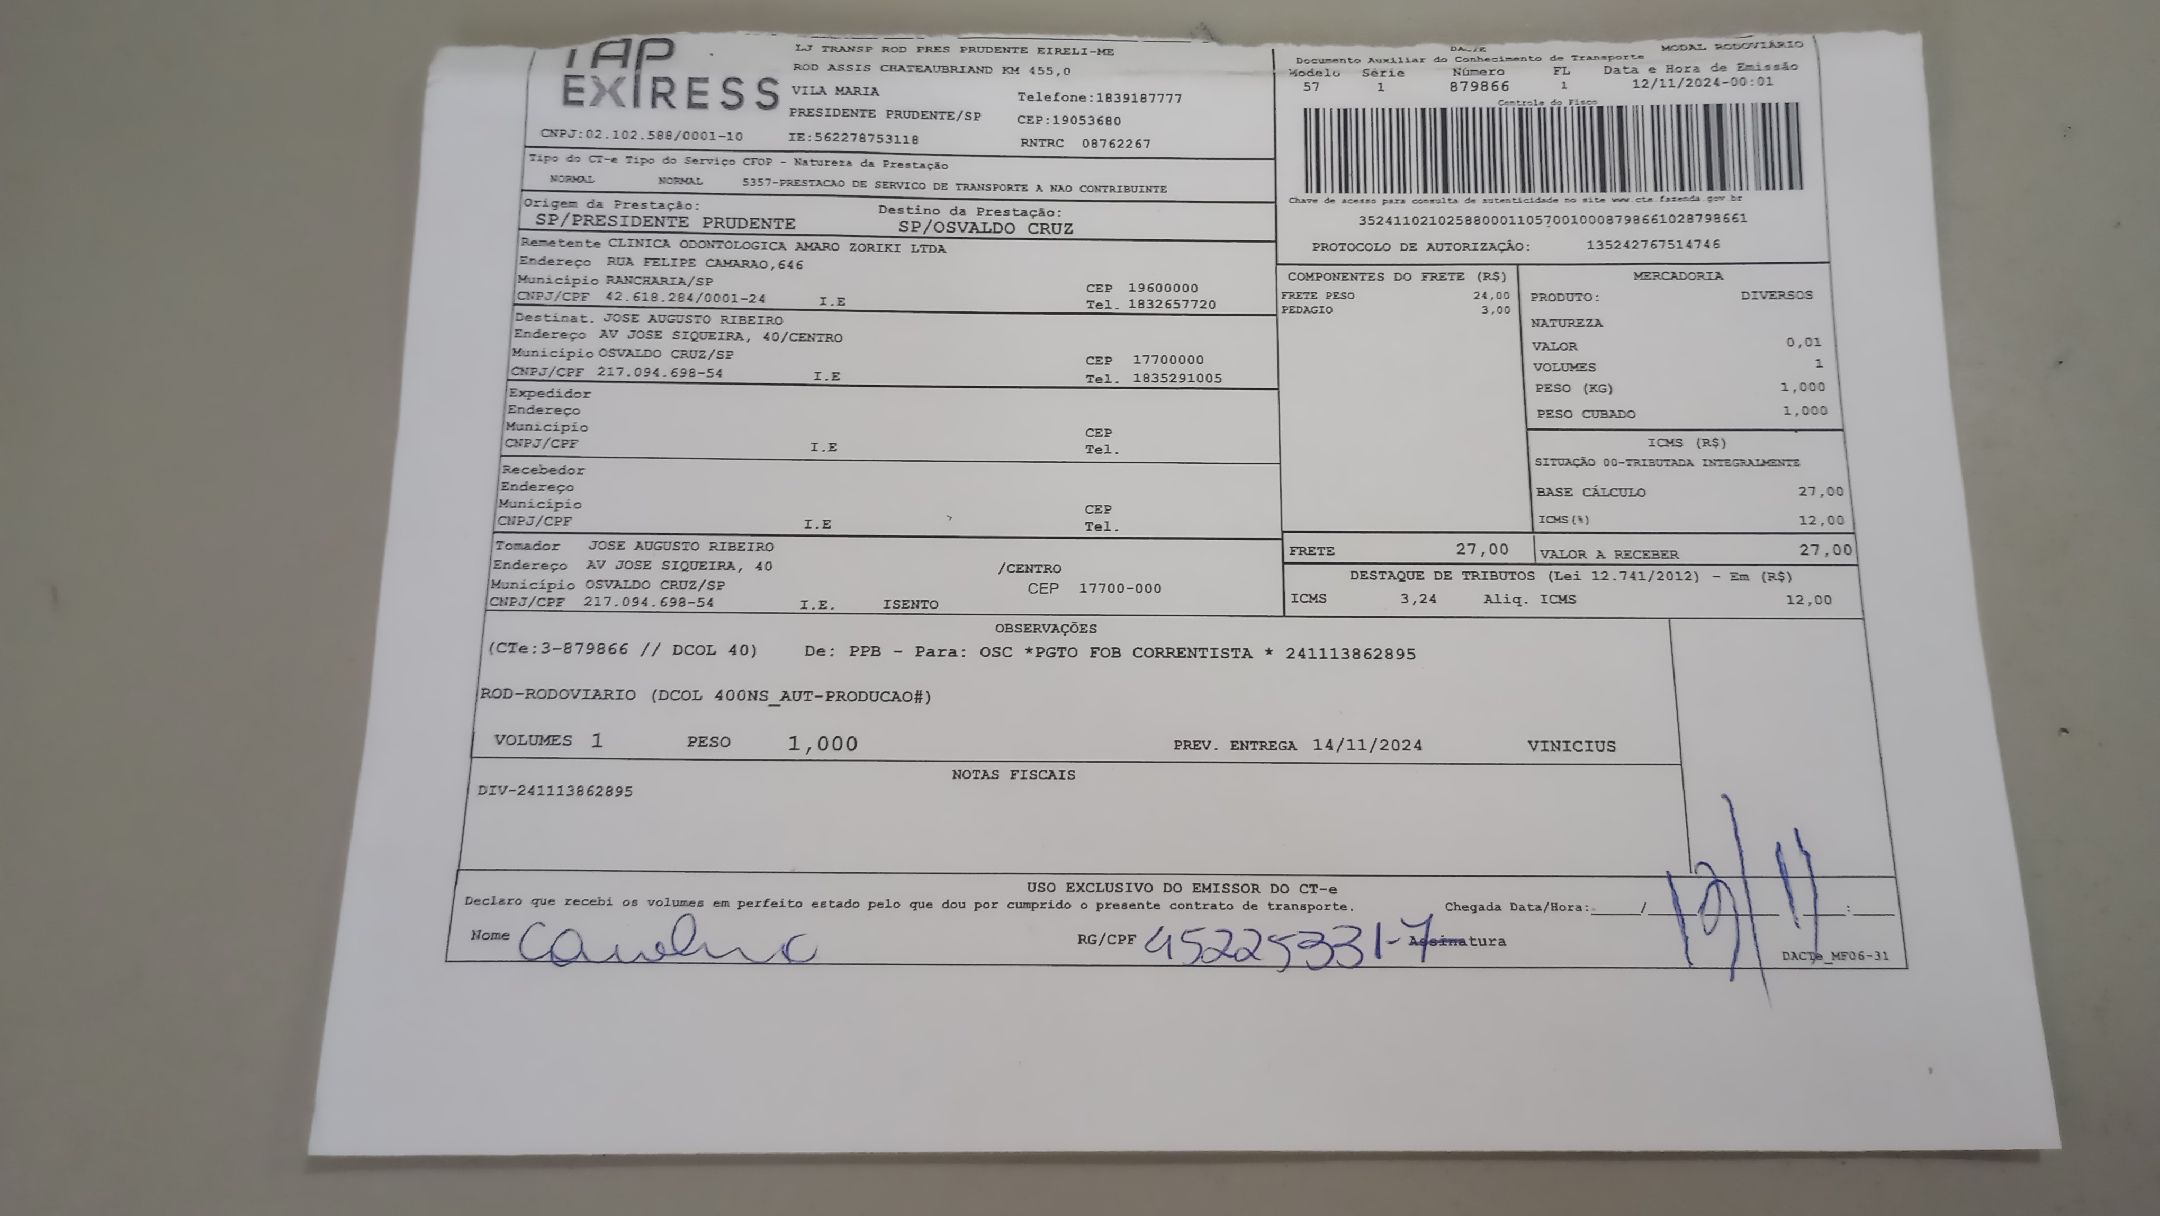 EXPRESS
LJ TRANSP ROD PRES PRUDENTE EIRELI-ME
ROD ASSIS CHATEAUBRIAND KM 455,0
VILA MARIA
Telefone:1839187777
PRESIDENTE PRUDENTE/SP
CEP:19053680
CNPJ:02.102.588/0001-10
IE:562278753118
RNTRC 08762267
MODAL RODOVIÁRIO
Documento Auxiliar do Conhecimento de Transporte
Modelo Série Número FL Data e Hora de Emissão
57 1 879866 1 12/11/2024-00:01
Controle do Fisco
Chave de acesso para consulta de autenticidade no site www.cte.fazenda.gov.br
35241102102588000110570010008798661028798661
PROTOCOLO DE AUTORIZAÇÃO: 135242767514746
Tipo do CT-e Tipo do Serviço CFOP - Natureza da Prestação
NORMAL NORMAL 5357-PRESTACAO DE SERVICO DE TRANSPORTE A NAO CONTRIBUINTE
Origem da Prestação: Destino da Prestação:
SP/PRESIDENTE PRUDENTE SP/OSVALDO CRUZ
Remetente CLINICA ODONTOLOGICA AMARO ZORIKI LTDA
Endereço RUA FELIPE CAMARAO,646
Município RANCHARIA/SP CEP 19600000
CNPJ/CPF 42.618.284/0001-24 I.E Tel. 1832657720
Destinat. JOSE AUGUSTO RIBEIRO
Endereço AV JOSE SIQUEIRA, 40/CENTRO
Município OSVALDO CRUZ/SP CEP 17700000
CNPJ/CPF 217.094.698-54 I.E Tel. 1835291005
Expedidor
Endereço
Município CEP
CNPJ/CPF I.E Tel.
Recebedor
Endereço
Município CEP
CNPJ/CPF I.E Tel.
Tomador JOSE AUGUSTO RIBEIRO
Endereço AV JOSE SIQUEIRA, 40 /CENTRO
Município OSVALDO CRUZ/SP CEP 17700-000
CNPJ/CPF 217.094.698-54 I.E. ISENTO
COMPONENTES DO FRETE (R$)
FRETE PESO 24,00
PEDAGIO 3,00
MERCADORIA
PRODUTO: DIVERSOS
NATUREZA
VALOR 0,01
VOLUMES 1
PESO (KG) 1,000
PESO CUBADO 1,000
ICMS (R$)
SITUAÇÃO 00-TRIBUTADA INTEGRALMENTE
BASE CÁLCULO 27,00
ICMS(%) 12,00
FRETE 27,00 VALOR A RECEBER 27,00
DESTAQUE DE TRIBUTOS (Lei 12.741/2012) - Em (R$)
ICMS 3,24 Aliq. ICMS 12,00
OBSERVAÇÕES
(CTe:3-879866 // DCOL 40) De: PPB - Para: OSC *PGTO FOB CORRENTISTA * 241113862895
ROD-RODOVIARIO (DCOL 400NS_AUT-PRODUCAO#)
VOLUMES 1 PESO 1,000 PREV. ENTREGA 14/11/2024 VINICIUS
NOTAS FISCAIS
DIV-241113862895
USO EXCLUSIVO DO EMISSOR DO CT-e
Declaro que recebi os volumes em perfeito estado pelo que dou por cumprido o presente contrato de transporte. Chegada Data/Hora:
Nome RG/CPF 45225331-7 Assinatura
DACTe_MF06-31